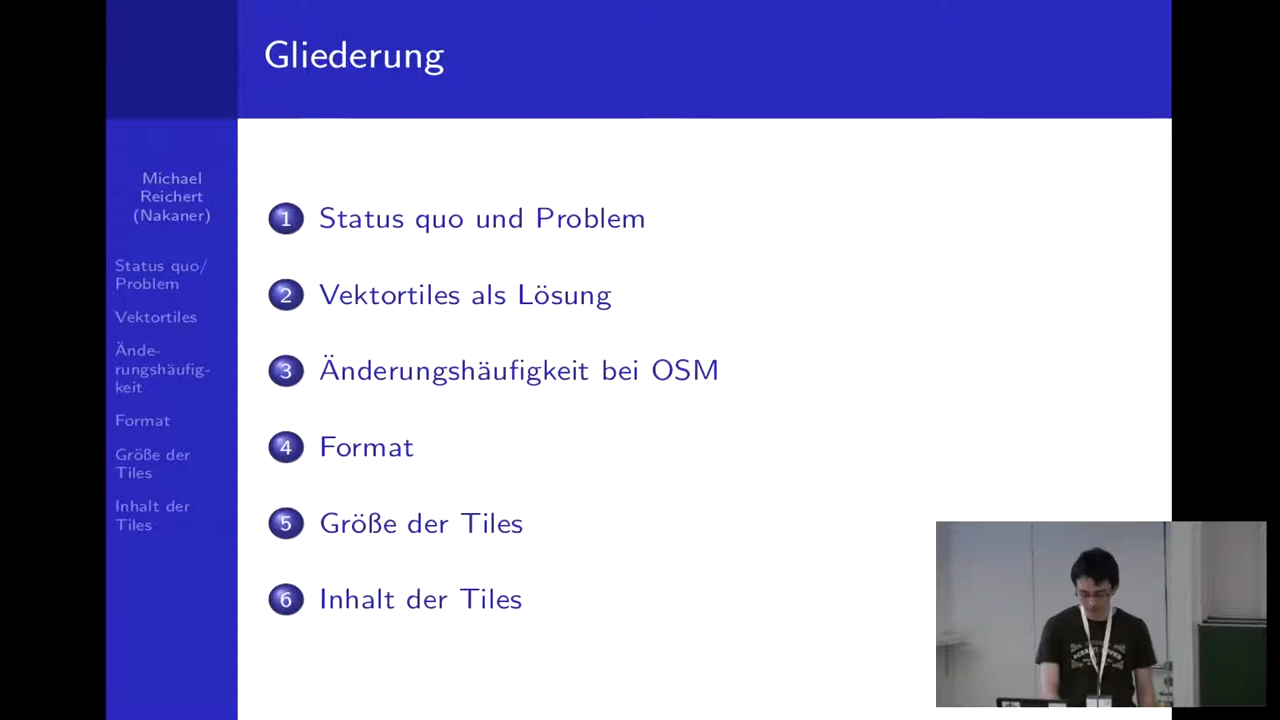 Gliederung
Michael
Reichert
(Nakaner)
Status quo/
Problem
Vektortiles
Ände-
rungshäufig-
keit
Format
Größe der
Tiles
Inhalt der
Tiles
1 Status quo und Problem
2 Vektortiles als Lösung
3 Änderungshäufigkeit bei OSM
4 Format
5 Größe der Tiles
6 Inhalt der Tiles